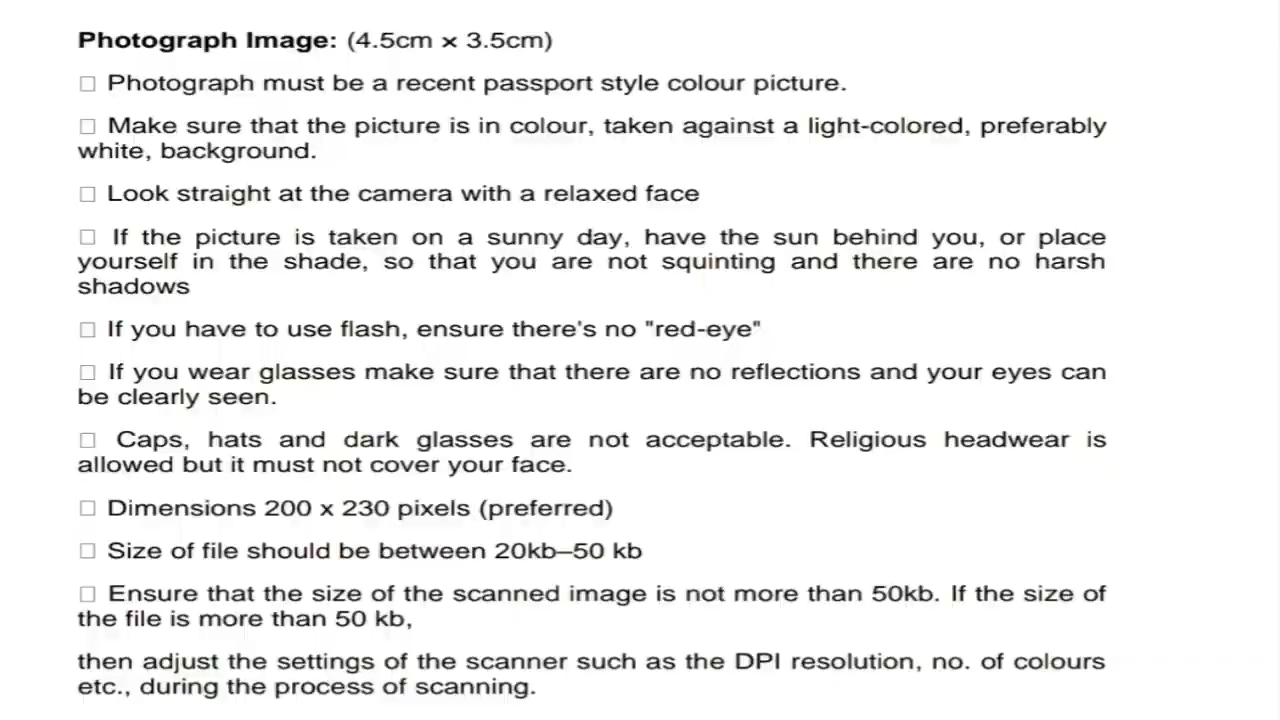 Photograph Image: (4.5cm × 3.5cm)
□ Photograph must be a recent passport style colour picture.
□ Make sure that the picture is in colour, taken against a light-colored, preferably
white, background.
□ Look straight at the camera with a relaxed face
□ If the picture is taken on a sunny day, have the sun behind you, or place
yourself in the shade, so that you are not squinting and there are no harsh
shadows
□ If you have to use flash, ensure there's no "red-eye"
□ If you wear glasses make sure that there are no reflections and your eyes can
be clearly seen.
□ Caps, hats and dark glasses are not acceptable. Religious headwear is
allowed but it must not cover your face.
□ Dimensions 200 x 230 pixels (preferred)
□ Size of file should be between 20kb–50 kb
□ Ensure that the size of the scanned image is not more than 50kb. If the size of
the file is more than 50 kb,
then adjust the settings of the scanner such as the DPI resolution, no. of colours
etc., during the process of scanning.